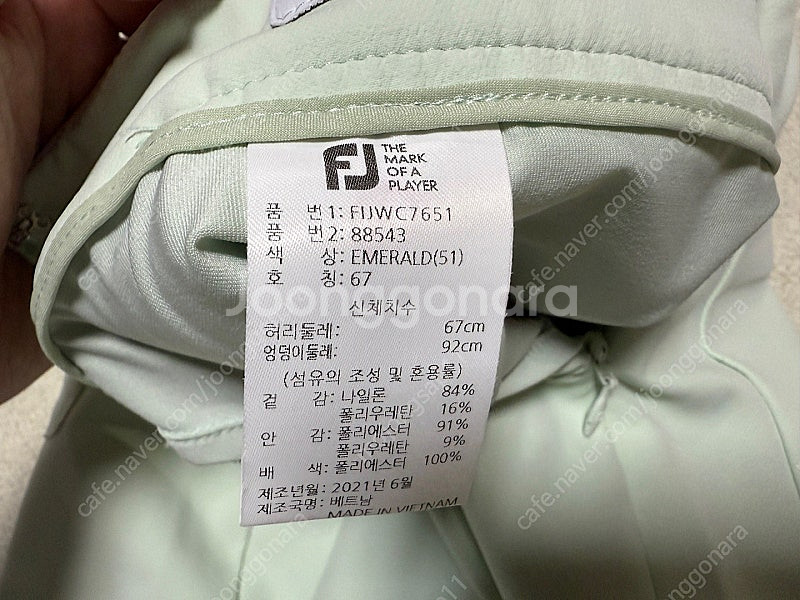 FJ THE
MARK
OF A
PLAYER
품 번1: FIJWC7651
품 번2: 88543
색 상: EMERALD(51)
호 칭: 67
신체치수
허리둘레: 67cm
엉덩이둘레: 92cm
(섬유의 조성 및 혼용률)
겉 감: 나일론 84%
폴리우레탄 16%
안 감: 폴리에스터 91%
폴리우레탄 9%
배 색: 폴리에스터 100%
제조년월: 2021년 6월
제조국명: 베트남
MADE IN VIETNAM
Joonggonara
cafe.naver.com/joonggonara